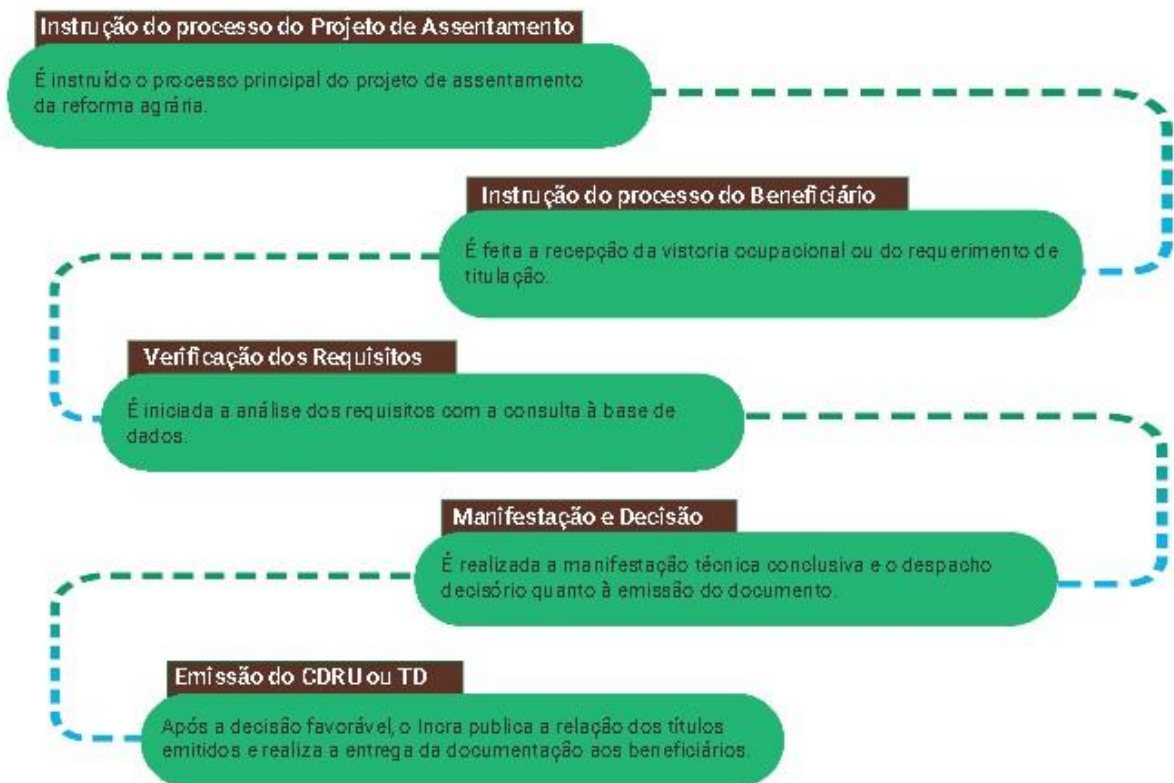 Instrução do processo do Projeto de Assentamento
É instruído o processo principal do projeto de assentamento
da reforma agrária.
Instrução do processo do Beneficiário
É feita a recepção da vistoria ocupacional ou do requerimento de
titulação.
Verificação dos Requisitos
É iniciada a análise dos requisitos com a consulta à base de
dados.
Manifestação e Decisão
É realizada a manifestação técnica conclusiva e o despacho
decisório quanto à emissão do documento.
Emissão do CDRU ou TD
Após a decisão favorável, o Incra publica a relação dos títulos
emitidos e realiza a entrega da documentação aos beneficiários.